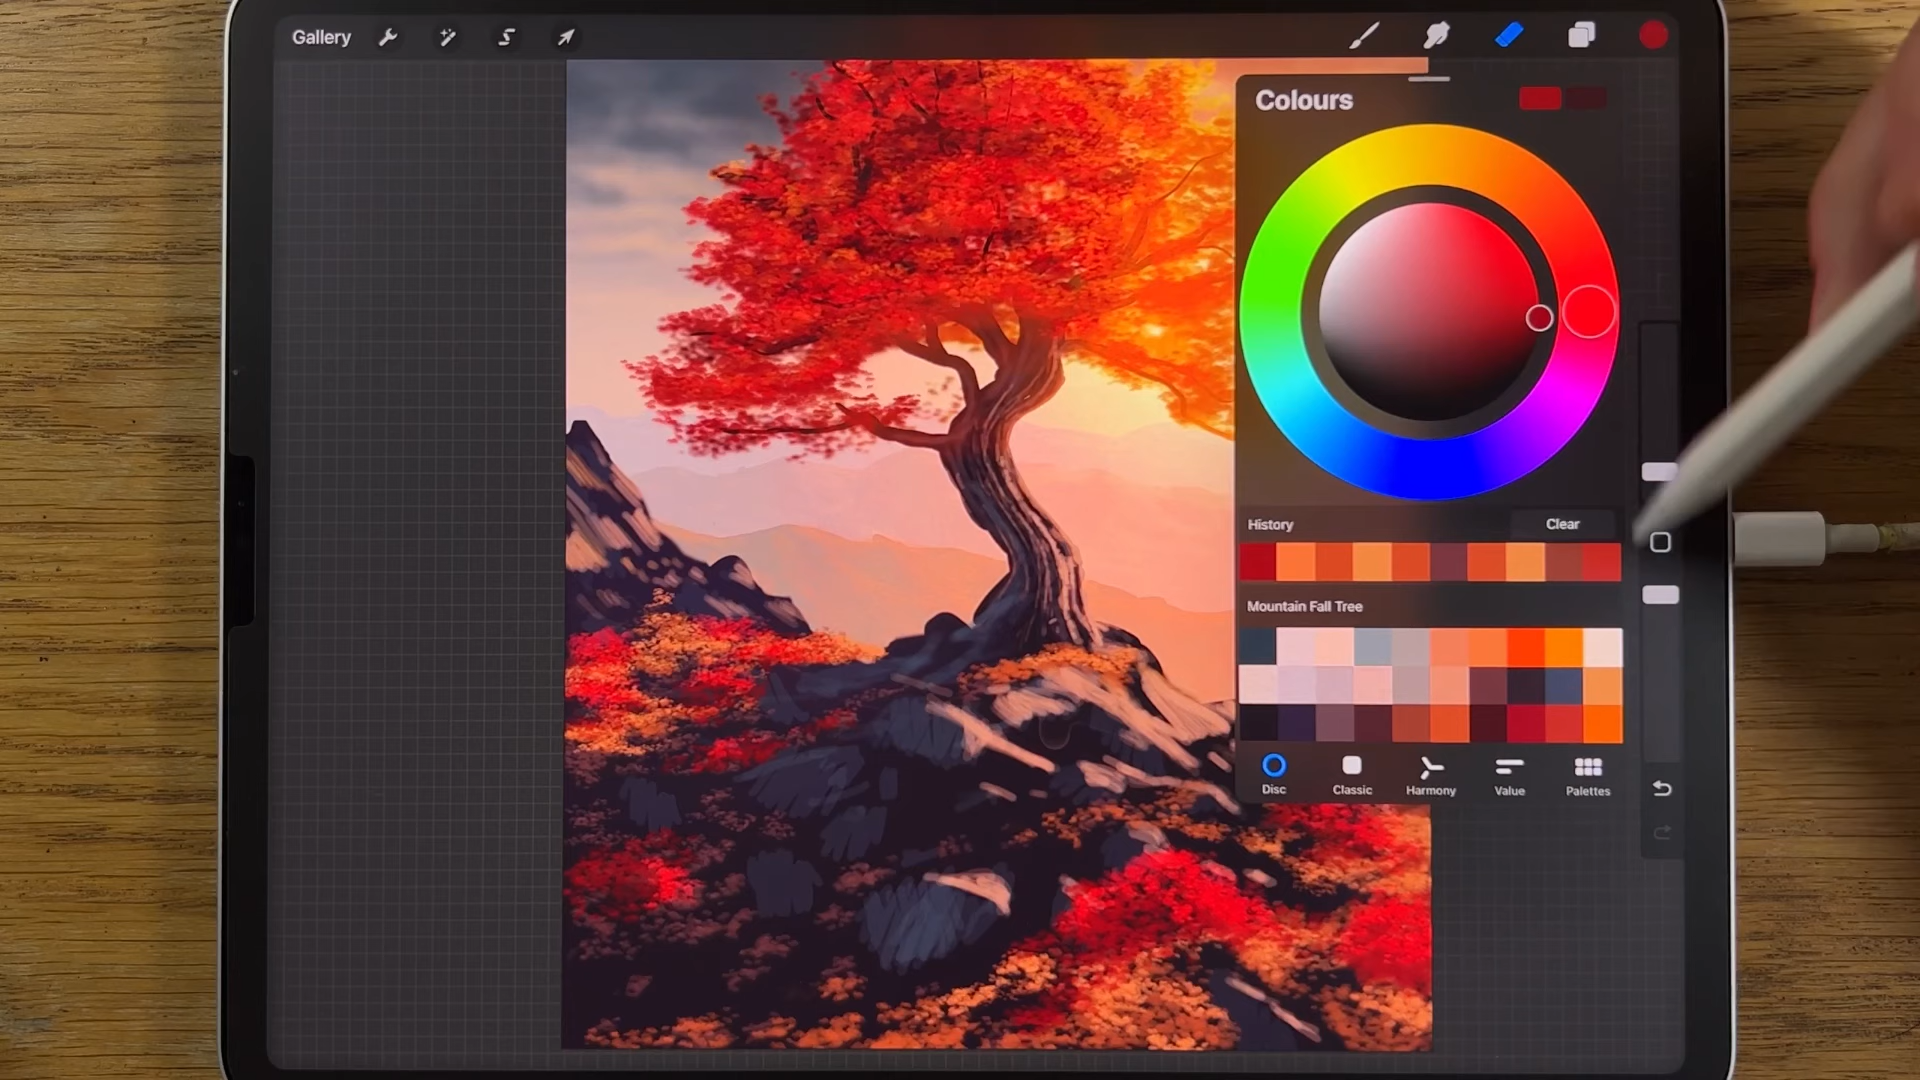 Gallery
Colours
History
Clear
Mountain Fall Tree
Disc
Classic
Harmony
Value
Palettes